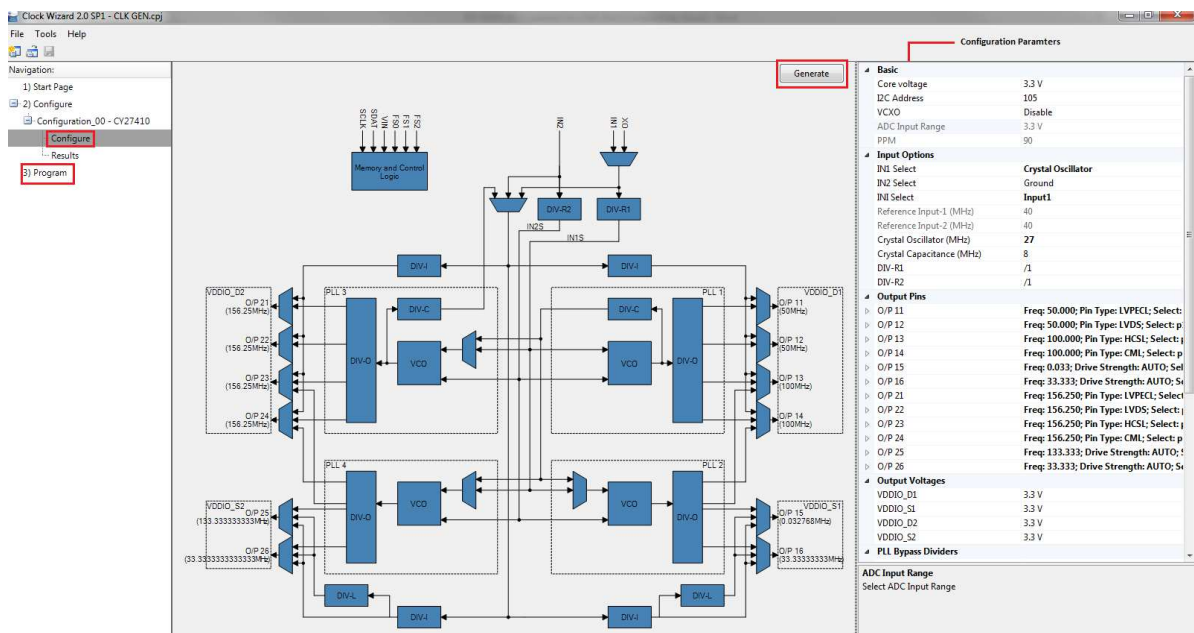 Clock Wizard 2.0 SP1 - CLK GEN.cpj
File Tools Help
Configuration Paramters
Navigation:
1) Start Page
2) Configure
Configuration_00 - CY27410
Configure
Results
3) Program
Generate
SCLK
SDAT
VIN
FS0
FS1
FS2
IN2
IN1
XO
Memory and Control
Logic
DIV-R2
DIV-R1
IN2S
IN1S
DIV-I
DIV-I
VDDIO_D2
PLL 3
PLL 1
VDDIO_D1
O/P 21
(156.25MHz)
DIV-C
DIV-C
O/P 11
(50MHz)
O/P 22
(156.25MHz)
O/P 12
(50MHz)
DIV-O
VCO
VCO
DIV-O
O/P 23
(156.25MHz)
O/P 13
(100MHz)
O/P 24
(156.25MHz)
O/P 14
(100MHz)
PLL 4
PLL 2
VDDIO_S2
VDDIO_S1
O/P 25
(133.333333333MHz)
DIV-O
VCO
VCO
DIV-O
O/P 15
(0.032768MHz)
O/P 26
(33.3333333333333MHz)
O/P 16
(33.33333333MHz)
DIV-L
DIV-L
DIV-I
DIV-I
Basic
Core voltage 3.3 V
I2C Address 105
VCXO Disable
ADC Input Range 3.3 V
PPM 90
Input Options
IN1 Select Crystal Oscillator
IN2 Select Ground
INI Select Input1
Reference Input-1 (MHz) 40
Reference Input-2 (MHz) 40
Crystal Oscillator (MHz) 27
Crystal Capacitance (MHz) 8
DIV-R1 /1
DIV-R2 /1
Output Pins
O/P 11 Freq: 50.000; Pin Type: LVPECL; Select:
O/P 12 Freq: 50.000; Pin Type: LVDS; Select: p
O/P 13 Freq: 100.000; Pin Type: HCSL; Select:
O/P 14 Freq: 100.000; Pin Type: CML; Select: p
O/P 15 Freq: 0.033; Drive Strength: AUTO; Sel
O/P 16 Freq: 33.333; Drive Strength: AUTO; Se
O/P 21 Freq: 156.250; Pin Type: LVPECL; Select
O/P 22 Freq: 156.250; Pin Type: LVDS; Select:
O/P 23 Freq: 156.250; Pin Type: HCSL; Select:
O/P 24 Freq: 156.250; Pin Type: CML; Select: p
O/P 25 Freq: 133.333; Drive Strength: AUTO;
O/P 26 Freq: 33.333; Drive Strength: AUTO; Se
Output Voltages
VDDIO_D1 3.3 V
VDDIO_S1 3.3 V
VDDIO_D2 3.3 V
VDDIO_S2 3.3 V
PLL Bypass Dividers
ADC Input Range
Select ADC Input Range